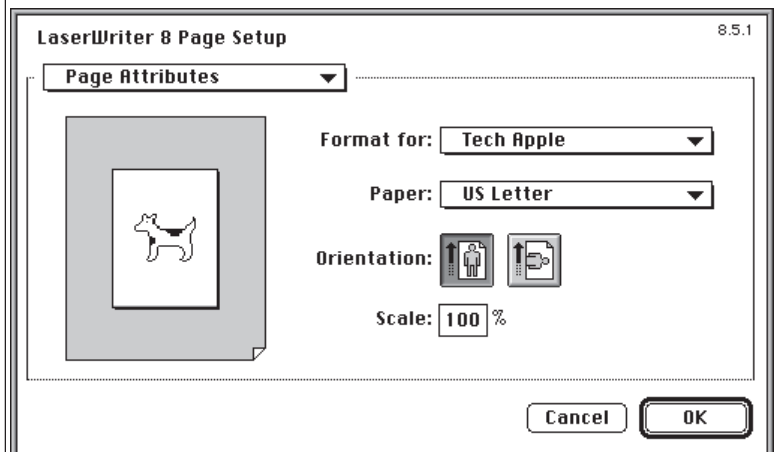 LaserWriter 8 Page Setup
8.5.1
Page Attributes
Format for: Tech Apple
Paper: US Letter
Orientation:
Scale: 100 %
Cancel OK